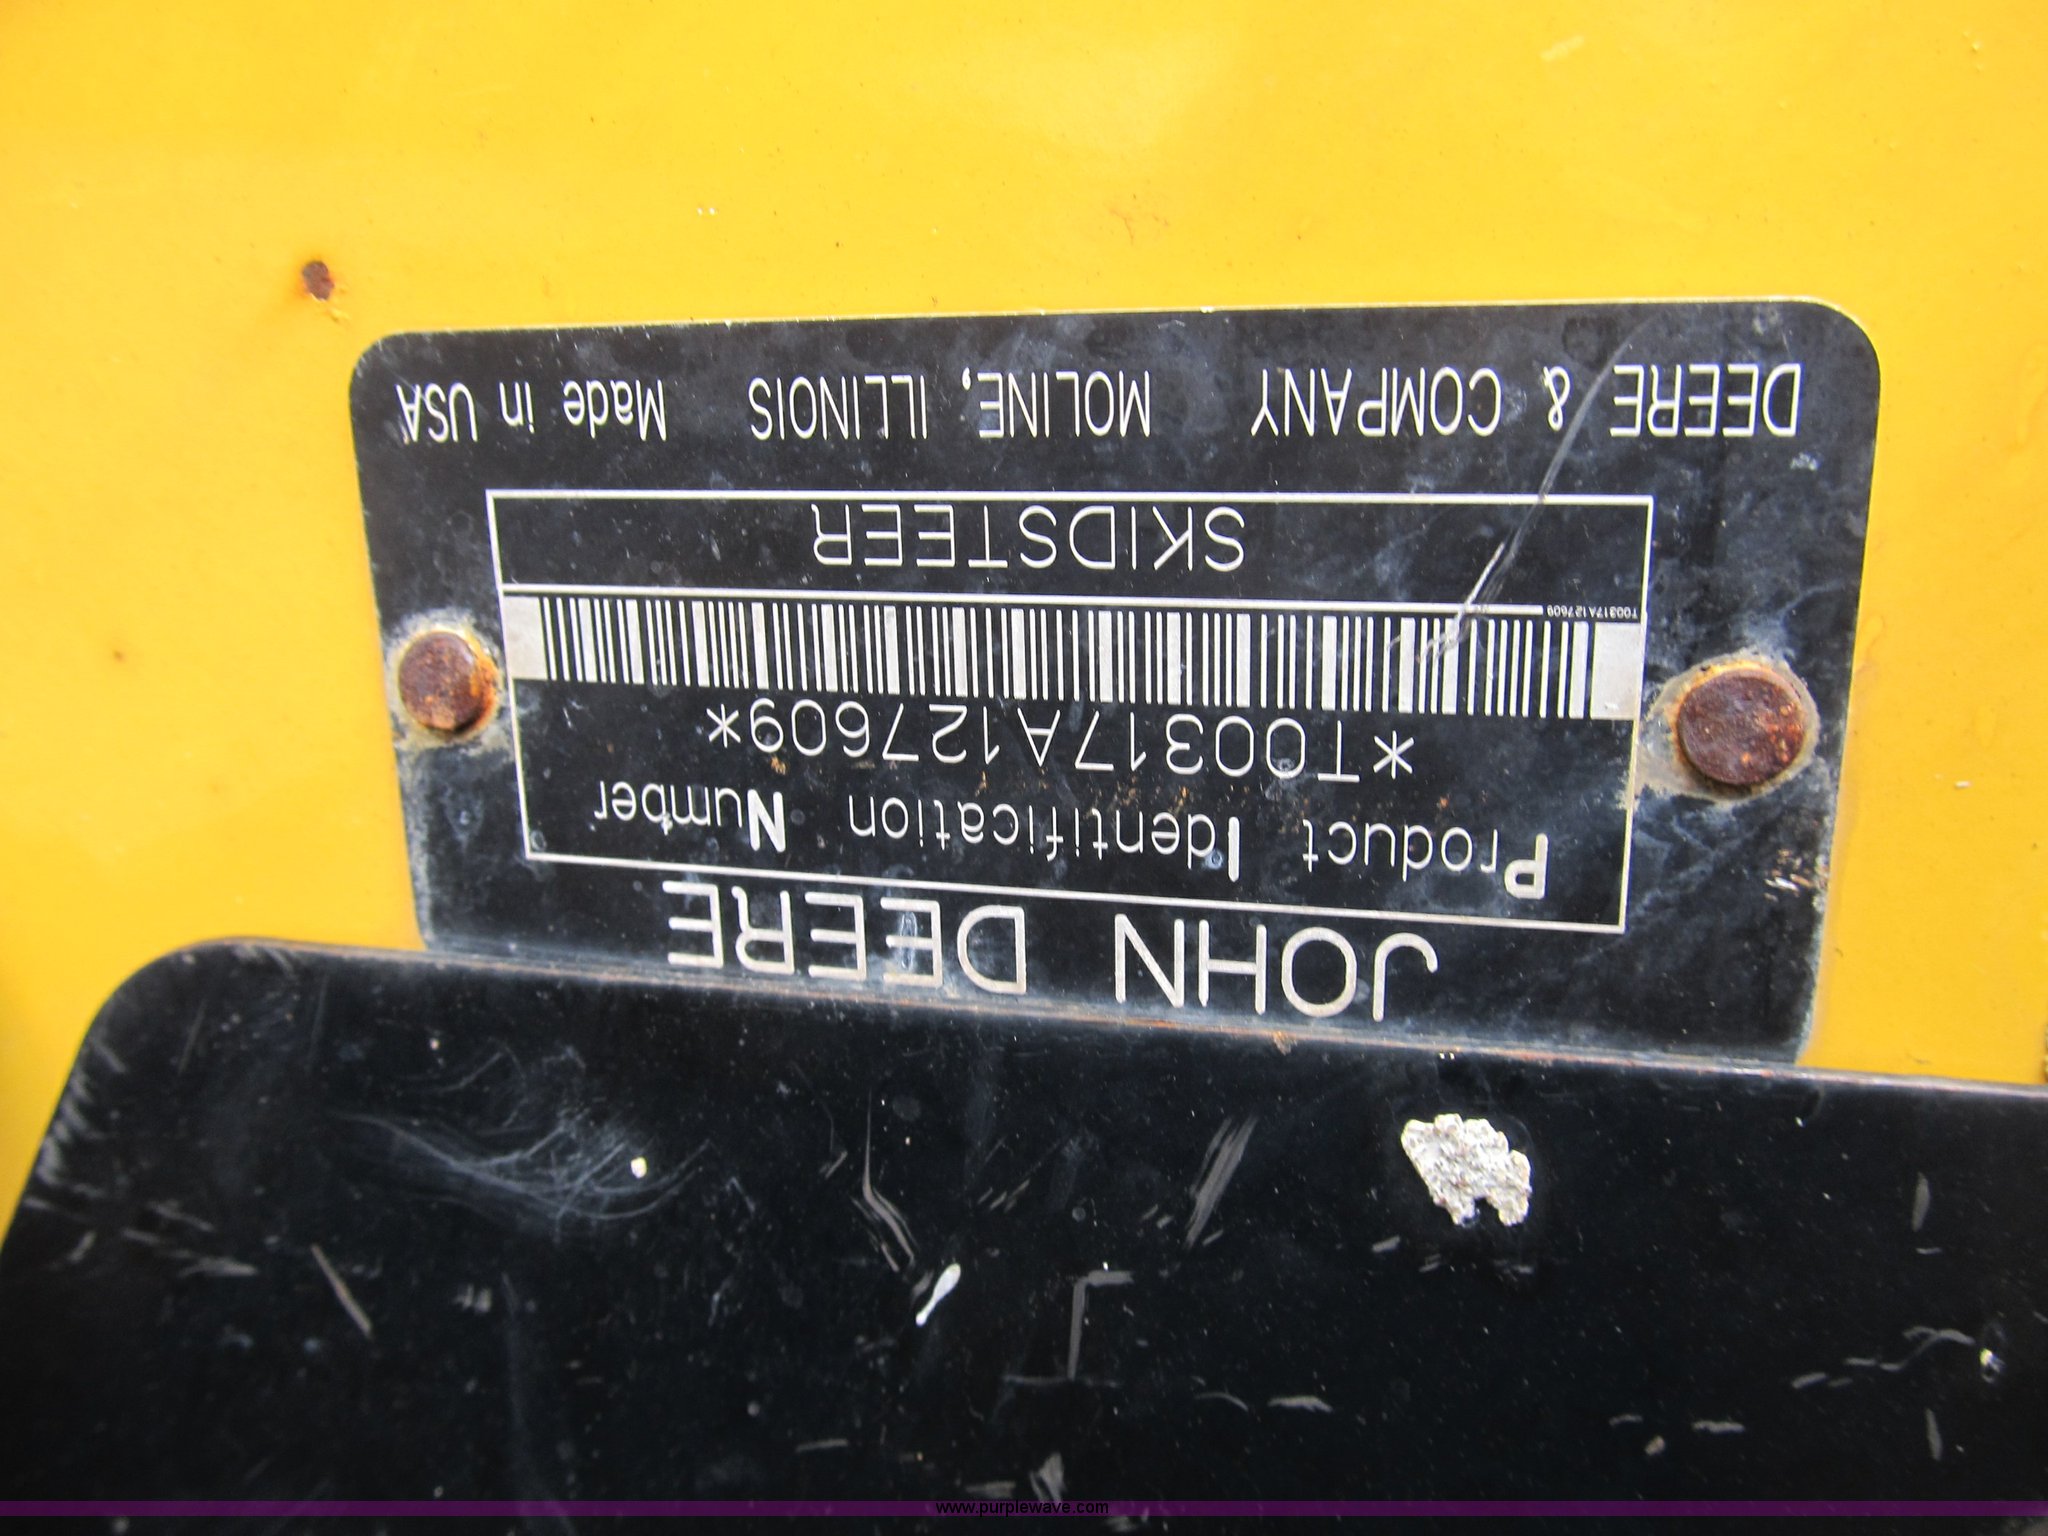 JOHN DEERE
Product Identification Number
*T00317A127609*
T00317A127609
SKIDSTEER
DEERE & COMPANY MOLINE, ILLINOIS Made in USA
www.purplewave.com